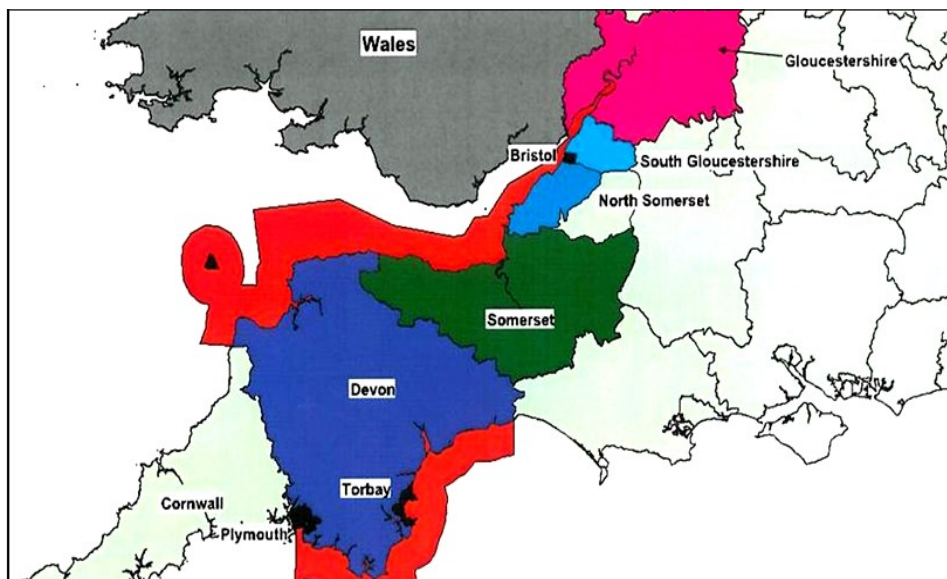 Wales
Gloucestershire
Bristol
South Gloucestershire
North Somerset
Somerset
Devon
Torbay
Cornwall
Plymouth